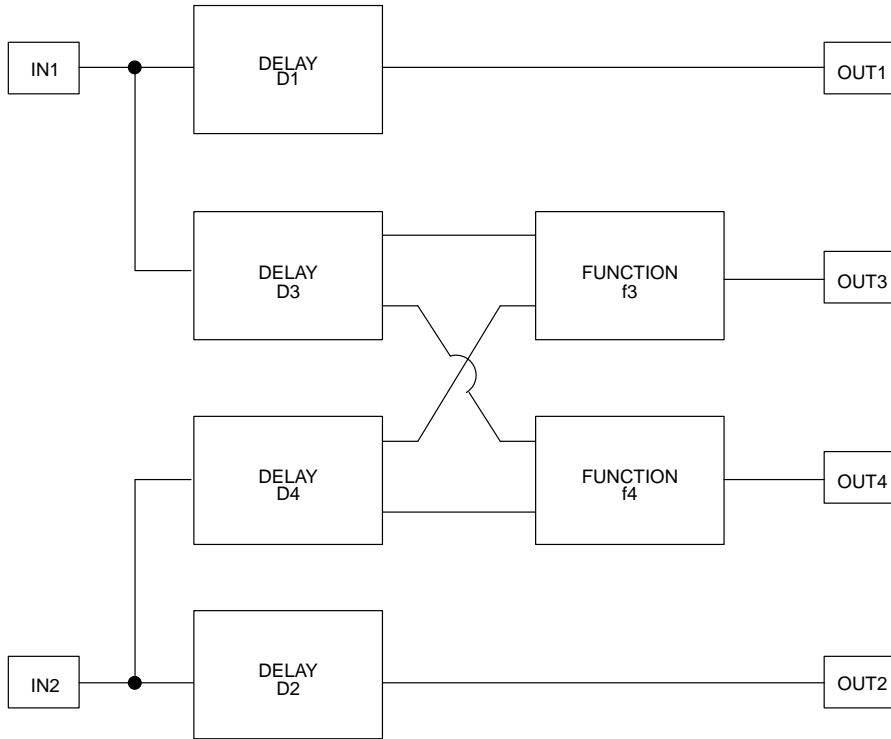 IN1
DELAY
D1
OUT1
DELAY
D3
FUNCTION
f3
OUT3
DELAY
D4
FUNCTION
f4
OUT4
IN2
DELAY
D2
OUT2